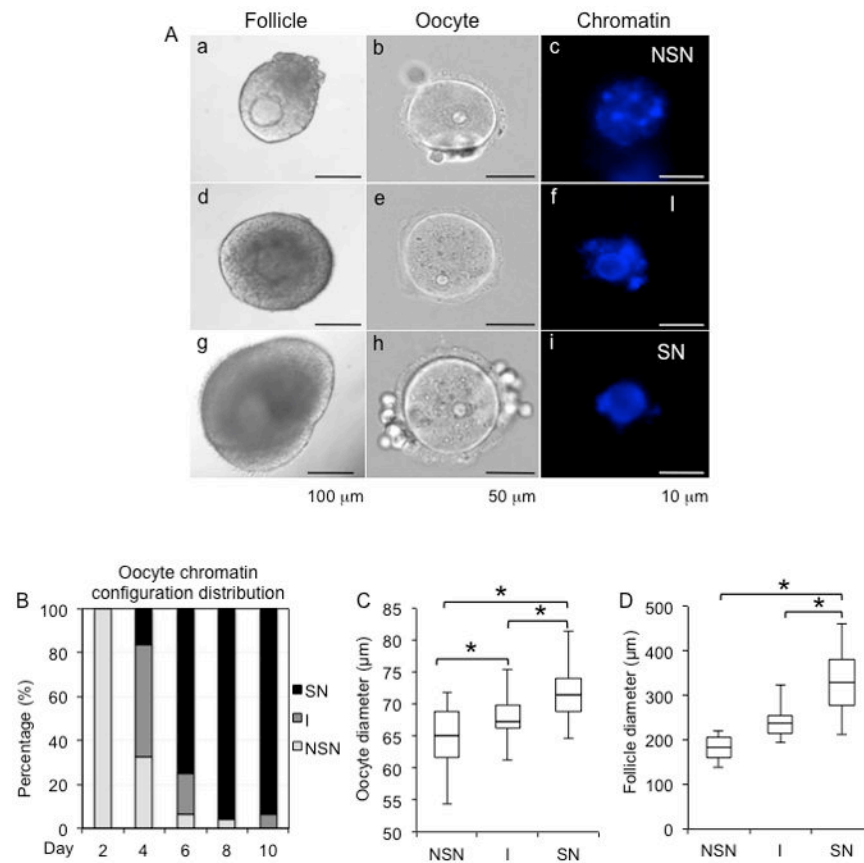 Follicle Oocyte Chromatin
A
a b c NSN
d e f I
g h i SN
100 μm 50 μm 10 μm
Oocyte chromatin
configuration distribution
B
Percentage (%)
100
80
60
40
20
0
Day 2 4 6 8 10
SN
I
NSN
C
Oocyte diameter (μm)
85
80
75
70
65
60
55
50
* * *
NSN I SN
D
Follicle diameter (μm)
500
400
300
200
100
0
* *
NSN I SN